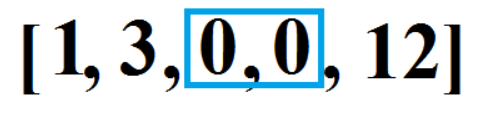 [1, 3, 0, 0, 12]